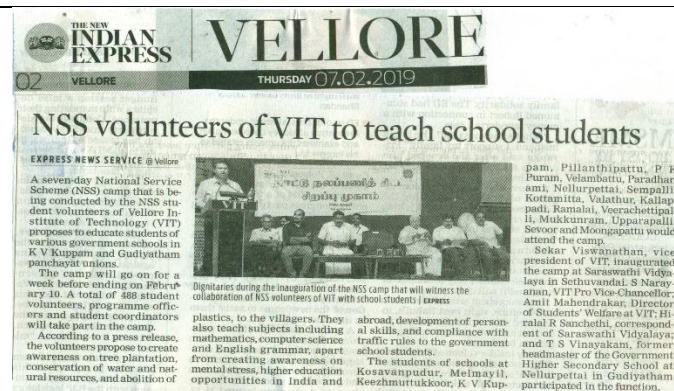 THE NEW
INDIAN
EXPRESS
VELLORE
02 VELLORE
THURSDAY 07.02.2019
NSS volunteers of VIT to teach school students
EXPRESS NEWS SERVICE @ Vellore
A seven-day National Service
Scheme (NSS) camp that is be-
ing conducted by the NSS stu-
dent volunteers of Vellore In-
stitute of Technology (VIT)
proposes to educate students of
various government schools in
K V Kuppam and Gudiyatham
panchayat unions.
The camp will go on for a
week before ending on Febru-
ary 10. A total of 488 student
volunteers, programme offic-
ers and student coordinators
will take part in the camp.
According to a press release,
the volunteers propose to create
awareness on tree plantation,
conservation of water and nat-
ural resources, and abolition of
நாட்டு நலப்பணித்
சிறப்பு முகாம்
Dignitaries during the inauguration of the NSS camp that will witness the
collaboration of NSS volunteers of VIT with school students | EXPRESS
plastics, to the villagers. They
also teach subjects including
mathematics, computer science
and English grammar, apart
from creating awareness on
mental stress, higher education
opportunities in India and
abroad, development of person-
al skills, and compliance with
traffic rules to the government
school students.
The students of schools at
Kosavanpudur, Melmayil,
Keezhmuttukkoor, K V Kup-
pam, Pillanthipattu, P K
Puram, Velambattu, Paradhar
ami, Nellurpettai, Sempalli
Kottamitta, Valathur, Kallap
padi, Ramalai, Veerachettipal
li, Mukkunram, Upparapalli
Sevoor and Moongapattu would
attend the camp.
Sekar Viswanathan, vice
president of VIT, inaugurated
the camp at Saraswathi Vidya-
laya in Sethuvandai. S Naray-
anan, VIT Pro Vice-Chancellor;
Amit Mahendrakar, Director
of Students' Welfare at VIT; Hi-
ralal R Sanchethi, correspond-
ent of Saraswathi Vidyalaya;
and T S Vinayakam, former
headmaster of the Government
Higher Secondary School at
Nellurpettai in Gudiyatham
participated in the function.